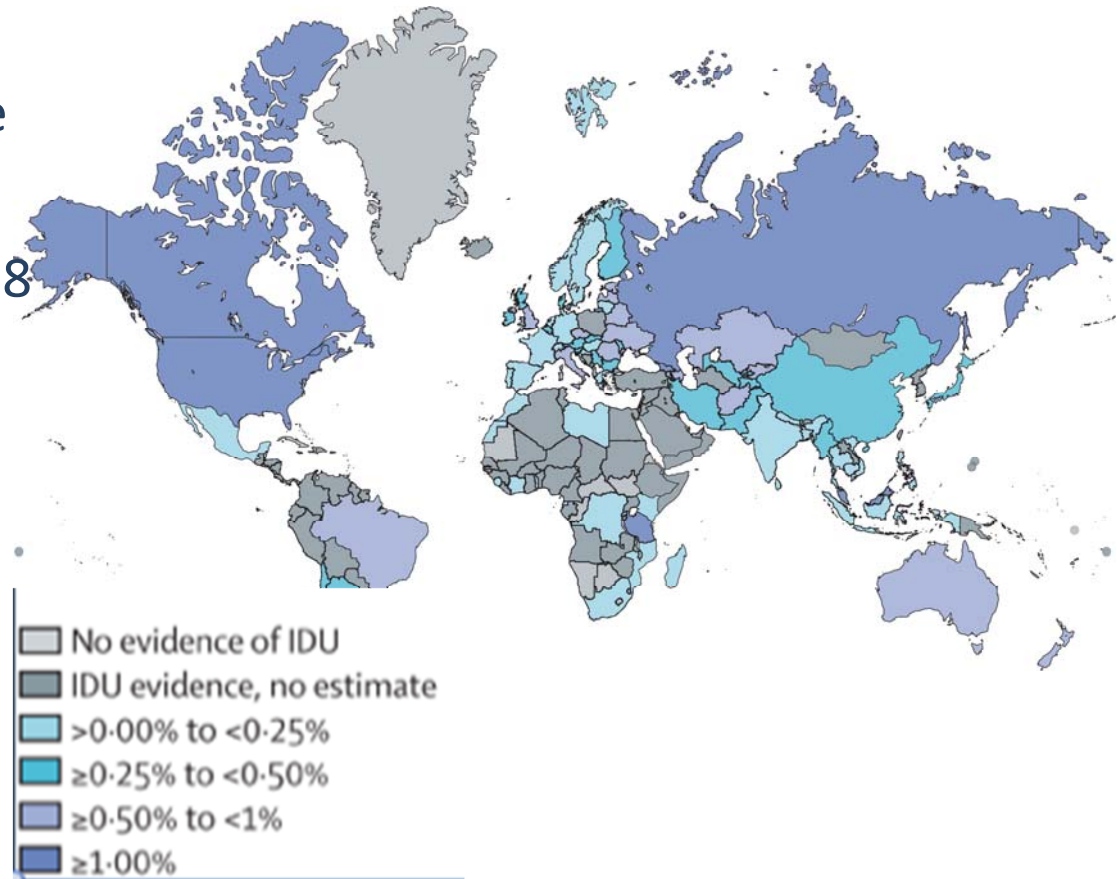 e
8
No evidence of IDU
IDU evidence, no estimate
>0·00% to <0·25%
≥0·25% to <0·50%
≥0·50% to <1%
≥1·00%